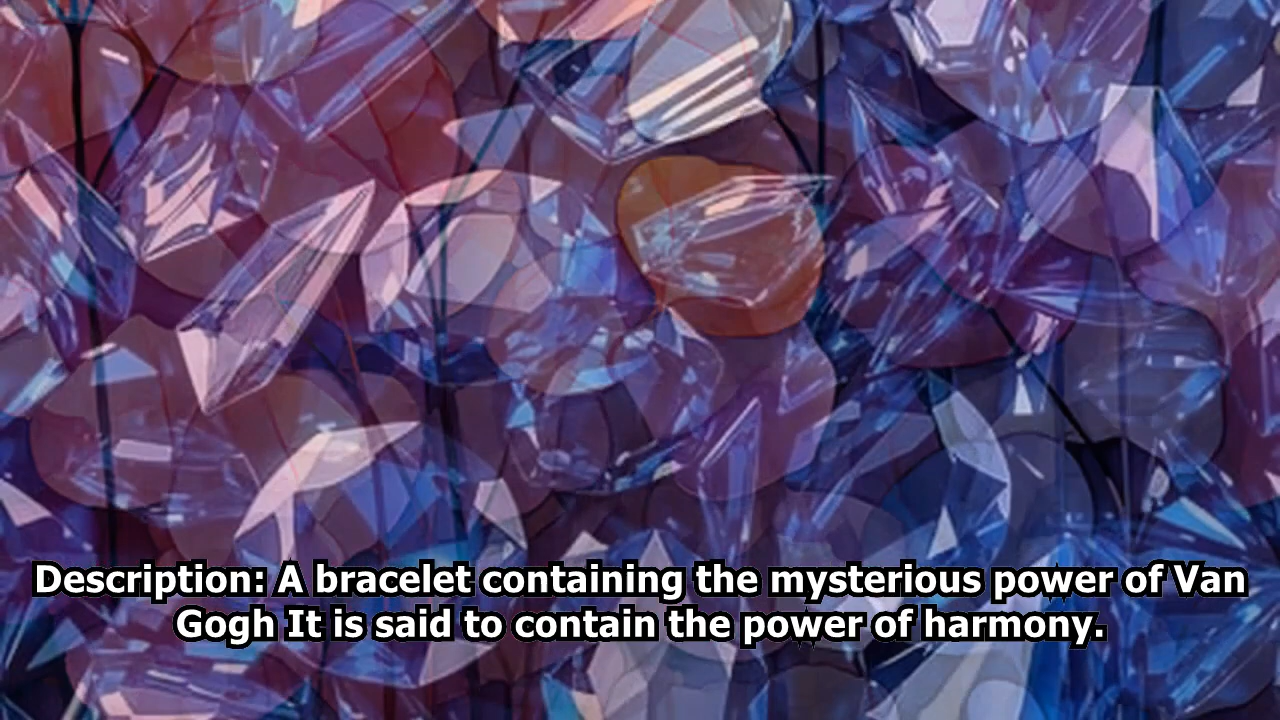 Description: A bracelet containing the mysterious power of Van
Gogh It is said to contain the power of harmony.